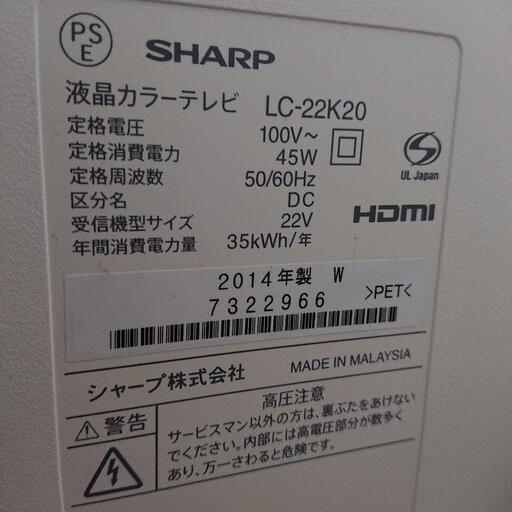 PS
E
SHARP
液晶カラーテレビ LC-22K20
定格電圧 100V~
定格消費電力 45W
定格周波数 50/60Hz
区分名 DC
受信機型サイズ 22V
年間消費電力量 35kWh/年
S
UL Japan
HDMI
2014年製 W
7322966
>PET<
シャープ株式会社 MADE IN MALAYSIA
警告
高圧注意
サービスマン以外の方は、裏ぶたをあけない
でください。内部には高電圧部分が数多く
あり、万一さわると危険です。